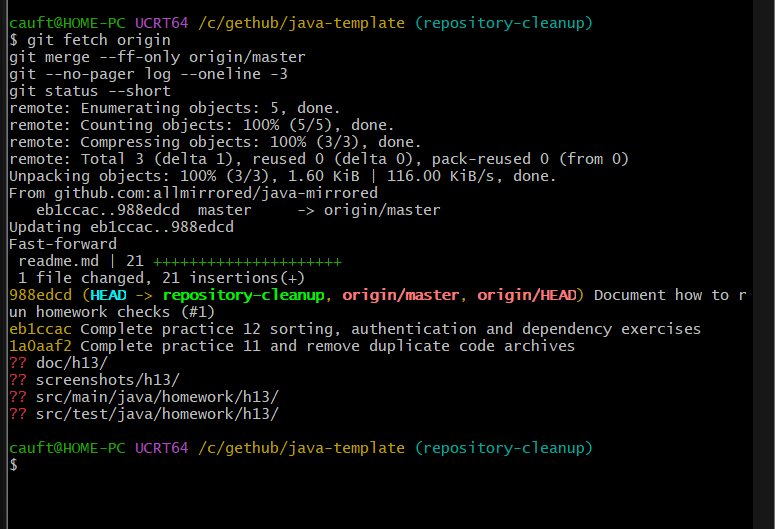 cauft@HOME-PC UCRT64 /c/gethub/java-template (repository-cleanup)
$ git fetch origin
git merge --ff-only origin/master
git --no-pager log --oneline -3
git status --short
remote: Enumerating objects: 5, done.
remote: Counting objects: 100% (5/5), done.
remote: Compressing objects: 100% (3/3), done.
remote: Total 3 (delta 1), reused 0 (delta 0), pack-reused 0 (from 0)
Unpacking objects: 100% (3/3), 1.60 KiB | 116.00 KiB/s, done.
From github.com:allmirrored/java-mirrored
   eb1ccac..988edcd  master     -> origin/master
Updating eb1ccac..988edcd
Fast-forward
 readme.md | 21 +++++++++++++++++++++
 1 file changed, 21 insertions(+)
988edcd (HEAD -> repository-cleanup, origin/master, origin/HEAD) Document how to r
un homework checks (#1)
eb1ccac Complete practice 12 sorting, authentication and dependency exercises
1a0aaf2 Complete practice 11 and remove duplicate code archives
?? doc/h13/
?? screenshots/h13/
?? src/main/java/homework/h13/
?? src/test/java/homework/h13/
cauft@HOME-PC UCRT64 /c/gethub/java-template (repository-cleanup)
$